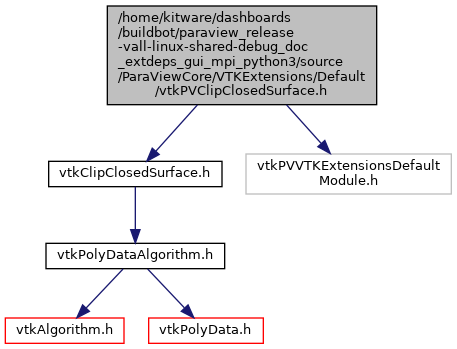 /home/kitware/dashboards
/buildbot/paraview_release
-vall-linux-shared-debug_doc
_extdeps_gui_mpi_python3/source
/ParaViewCore/VTKExtensions/Default
/vtkPVClipClosedSurface.h
vtkClipClosedSurface.h
vtkPVVTKExtensionsDefault
Module.h
vtkPolyDataAlgorithm.h
vtkAlgorithm.h
vtkPolyData.h